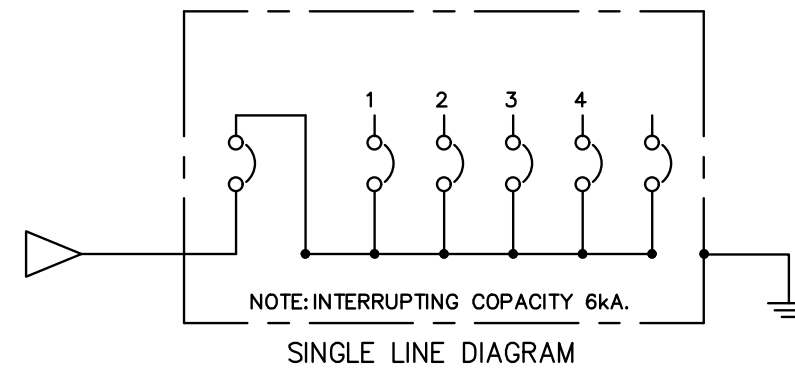 1 2 3 4
NOTE: INTERRUPTING COPACITY 6kA.
SINGLE LINE DIAGRAM